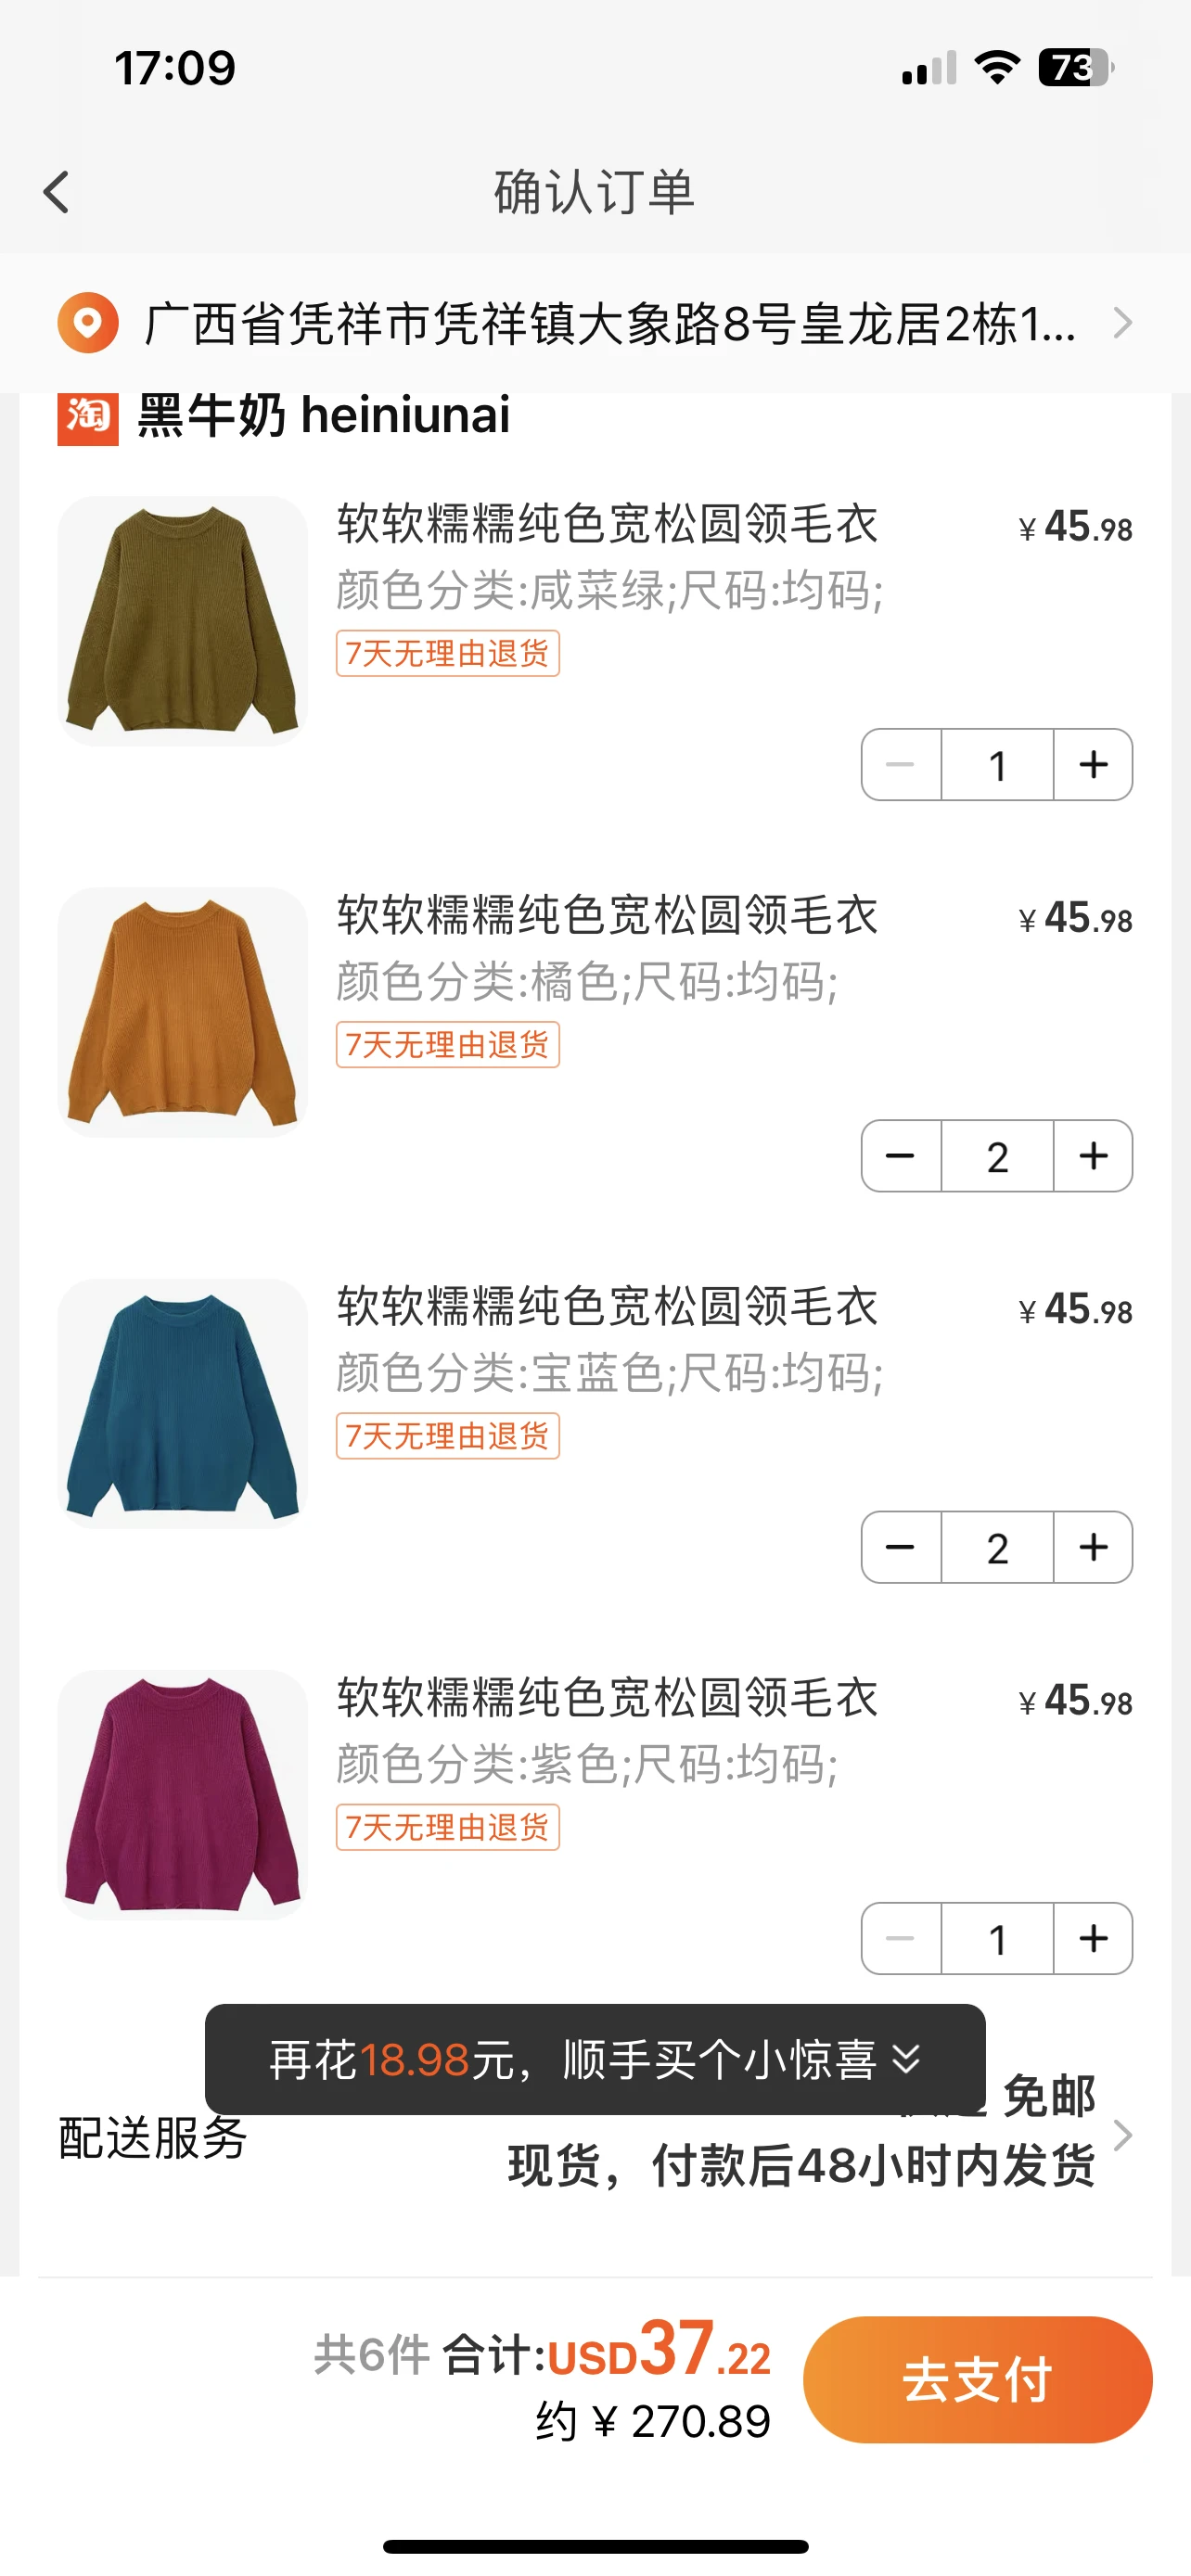 17:09
73
确认订单
广西省凭祥市凭祥镇大象路8号皇龙居2栋1...
淘 黑牛奶 heiniunai
软软糯糯纯色宽松圆领毛衣 ¥45.98
颜色分类:咸菜绿;尺码:均码;
7天无理由退货
1
软软糯糯纯色宽松圆领毛衣 ¥45.98
颜色分类:橘色;尺码:均码;
7天无理由退货
2
软软糯糯纯色宽松圆领毛衣 ¥45.98
颜色分类:宝蓝色;尺码:均码;
7天无理由退货
2
软软糯糯纯色宽松圆领毛衣 ¥45.98
颜色分类:紫色;尺码:均码;
7天无理由退货
1
再花18.98元，顺手买个小惊喜
免邮
配送服务
现货，付款后48小时内发货
共6件 合计:USD37.22
约 ¥ 270.89
去支付